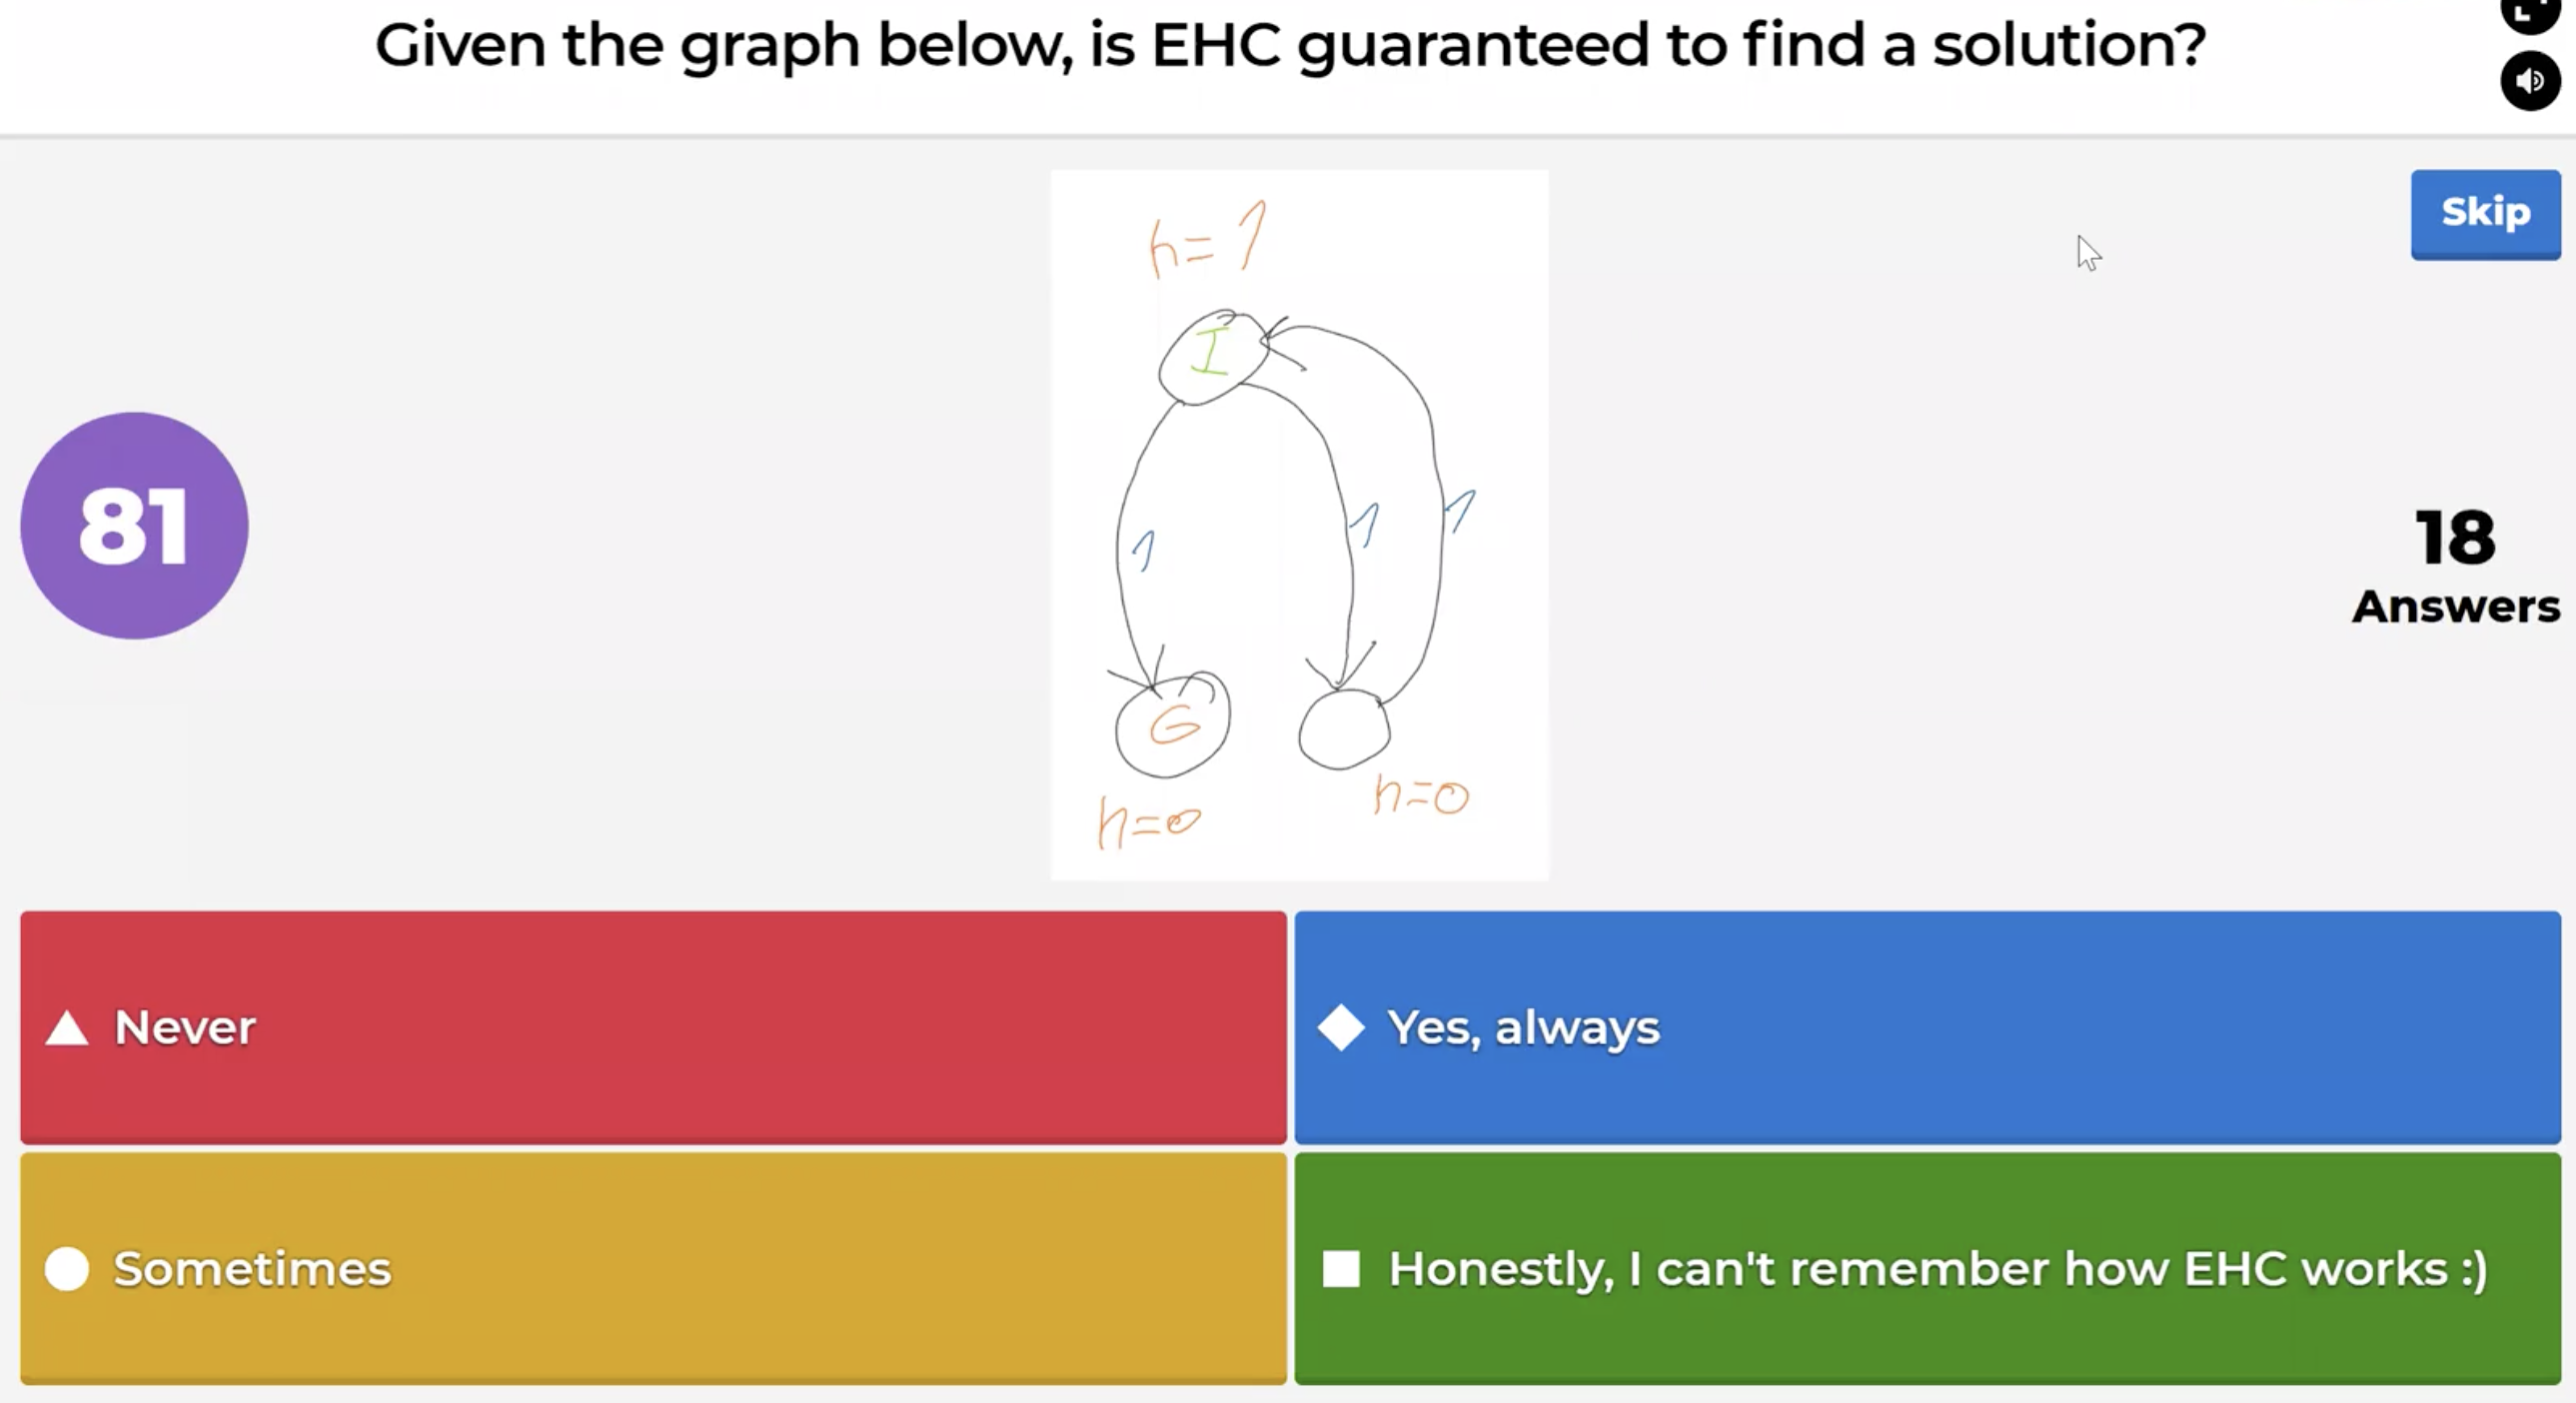 Given the graph below, is EHC guaranteed to find a solution?
Skip
h=1
I
81
1
1
1
18
Answers
G
h=0
h=0
Never
Yes, always
Sometimes
Honestly, I can't remember how EHC works :)